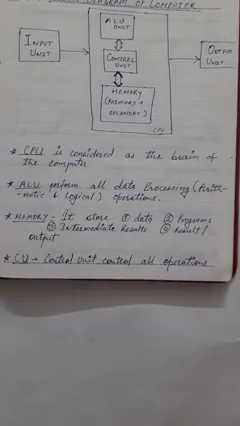 DIAGRAM OF COMPUTER
ALU
UNIT
INPUT
UNIT
CONTROL
UNIT
OUTPUT
UNIT
MEMORY
(PRIMARY +
SECONDARY)
CPU
* CPU is considered as the brain of
the computer
* ALU perform all data Processing (Arith-
-metic & Logical) operations.
* MEMORY - It store ① data ② Programs
③ Intermediate Results ④ Result/
output
* CU → Control unit control all operations